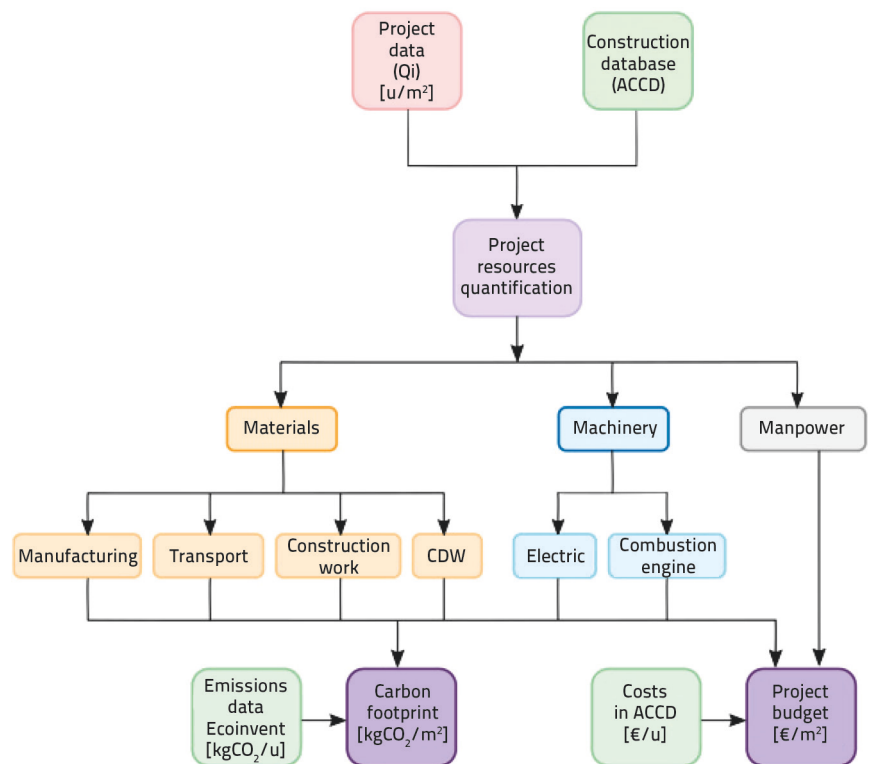 Project
data
(Qi)
[u/m²]
Construction
database
(ACCD)
Project
resources
quantification
Materials
Machinery
Manpower
Manufacturing
Transport
Construction
work
CDW
Electric
Combustion
engine
Emissions
data
Ecoinvent
[kgCO₂/u]
Carbon
footprint
[kgCO₂/m²]
Costs
in ACCD
[€/u]
Project
budget
[€/m²]